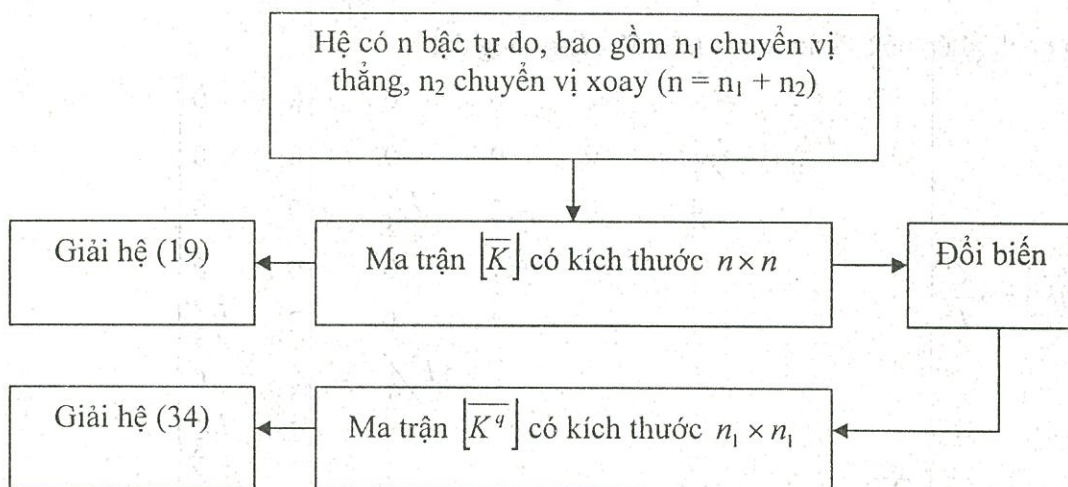 Hệ có n bậc tự do, bao gồm n₁ chuyển vị
thẳng, n₂ chuyển vị xoay (n = n₁ + n₂)
Giải hệ (19)
Ma trận ⌊K̅⌋ có kích thước n × n
Đổi biến
Giải hệ (34)
Ma trận ⌊K̅^q̅⌋ có kích thước n₁ × n₁